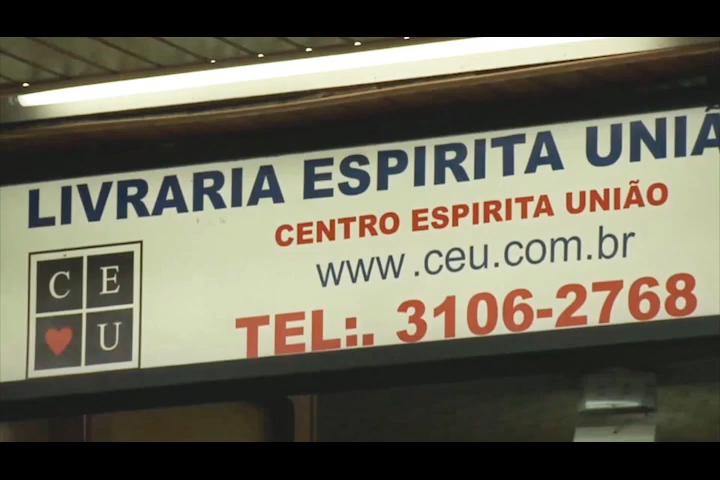 LIVRARIA ESPIRITA UNIÃ
CENTRO ESPIRITA UNIÃO
www.ceu.com.br
TEL:. 3106-2768
C E
U